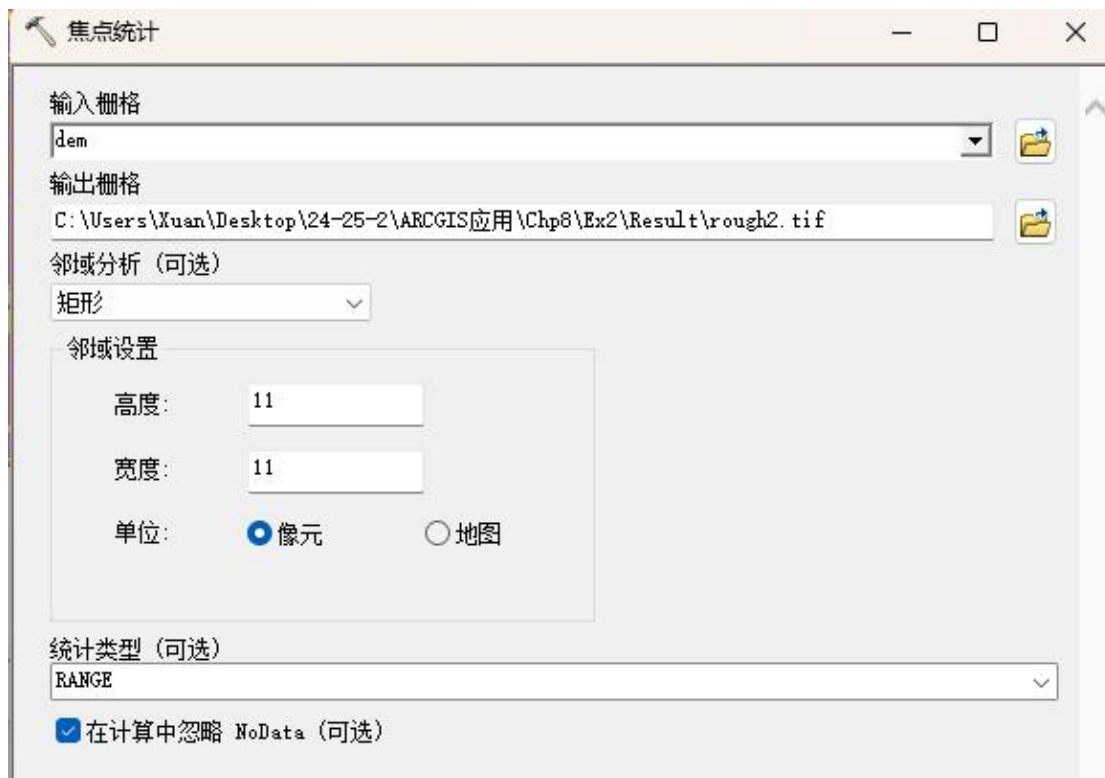 焦点统计
输入栅格
dem
输出栅格
C:\Users\Xuan\Desktop\24-25-2\ARCGIS应用\Chp8\Ex2\Result\rough2.tif
邻域分析 (可选)
矩形
邻域设置
高度: 11
宽度: 11
单位: 像元 地图
统计类型 (可选)
RANGE
在计算中忽略 NoData (可选)